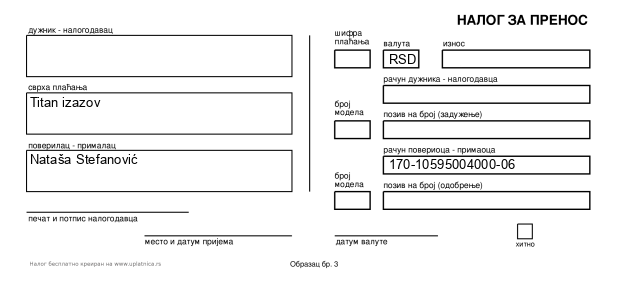 НАЛОГ ЗА ПРЕНОС
дужник - налогодавац
сврха плаћања
Titan izazov
поверилац - прималац
Nataša Stefanović
печат и потпис налогодавца
место и датум пријема
шифра
плаћања
валута
RSD
износ
рачун дужника - налогодавца
број
модела
позив на број (задужење)
рачун повериоца - примаоца
170-10595004000-06
број
модела
позив на број (одобрење)
датум валуте
хитно
Налог бесплатно креиран на www.uplatnica.rs
Образац бр. 3